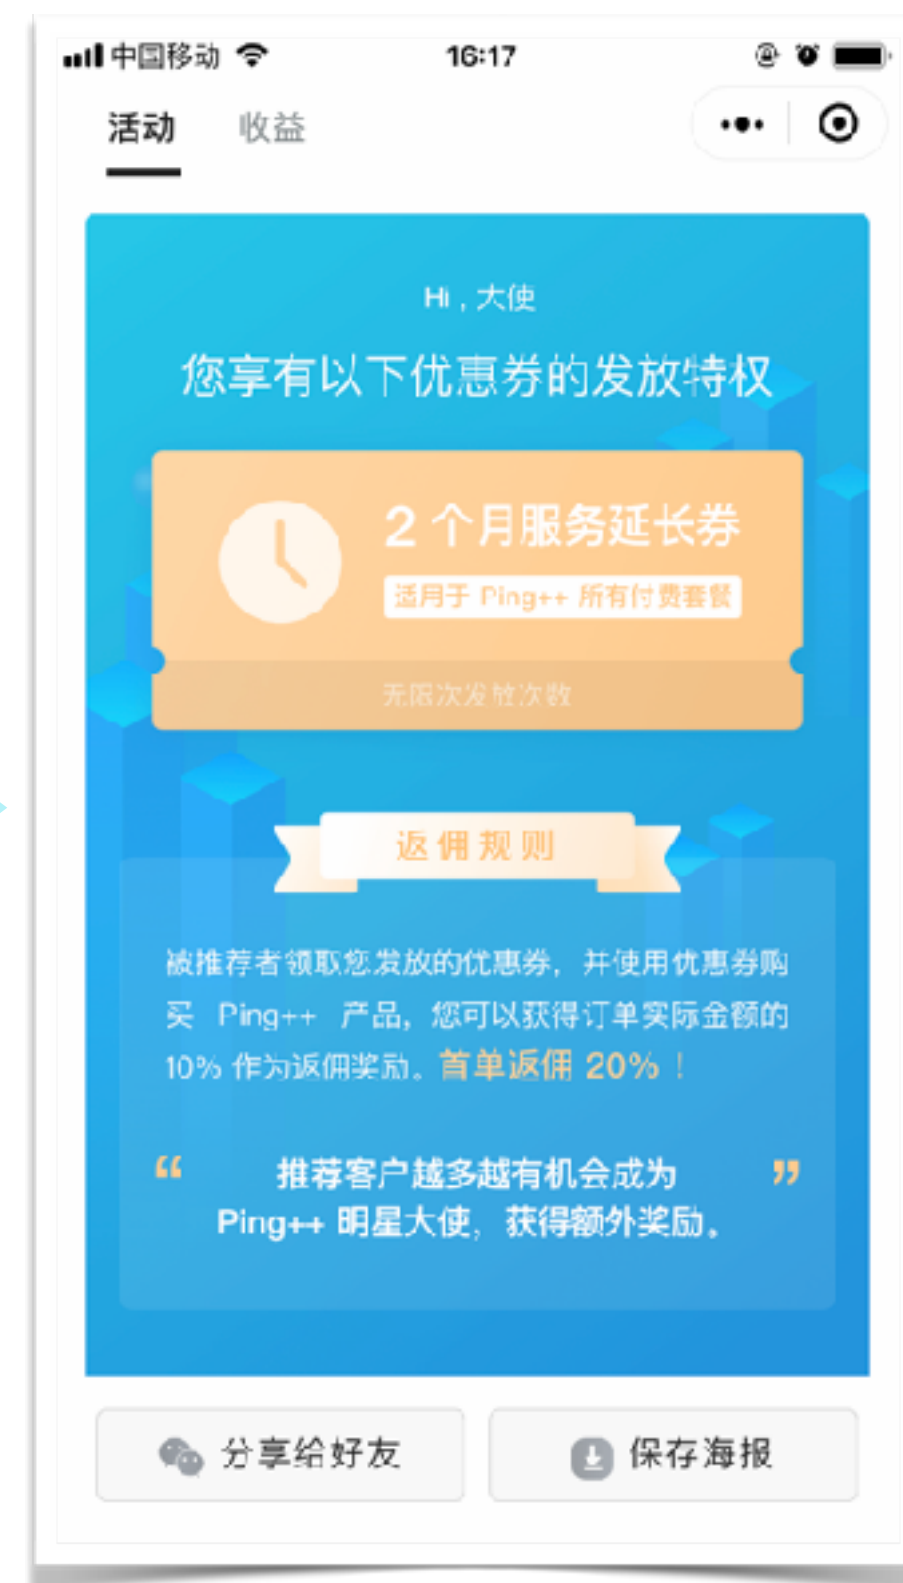 中国移动 16:17
活动 收益
Hi，大使
您享有以下优惠券的发放特权
2 个月服务延长券
适用于 Ping++ 所有付费套餐
无限次发放次数
返佣规则
被推荐者领取您发放的优惠券，并使用优惠券购
买 Ping++ 产品，您可以获得订单实际金额的
10% 作为返佣奖励。首单返佣 20%！
“ 推荐客户越多越有机会成为 ”
Ping++ 明星大使，获得额外奖励。
分享给好友 保存海报